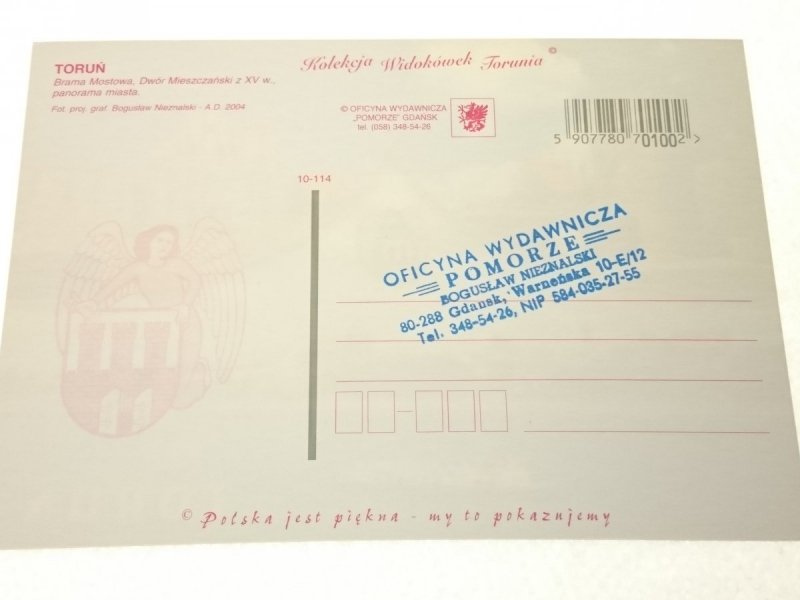 TORUŃ
Brama Mostowa, Dwór Mieszczański z XV w.,
panorama miasta.
Fot. proj. graf. Bogusław Nieznalski - A.D. 2004
Kolekcja Widokówek Torunia ©
© OFICYNA WYDAWNICZA
„POMORZE" GDAŃSK
tel. (058) 348-54-26
5 907780 701002 >
10-114
OFICYNA WYDAWNICZA
POMORZE
BOGUSŁAW NIEZNALSKI
80-288 Gdańsk, Warneńska 10-E/12
Tel. 348-54-26, NIP 584-035-27-55
© Polska jest piękna - my to pokazujemy